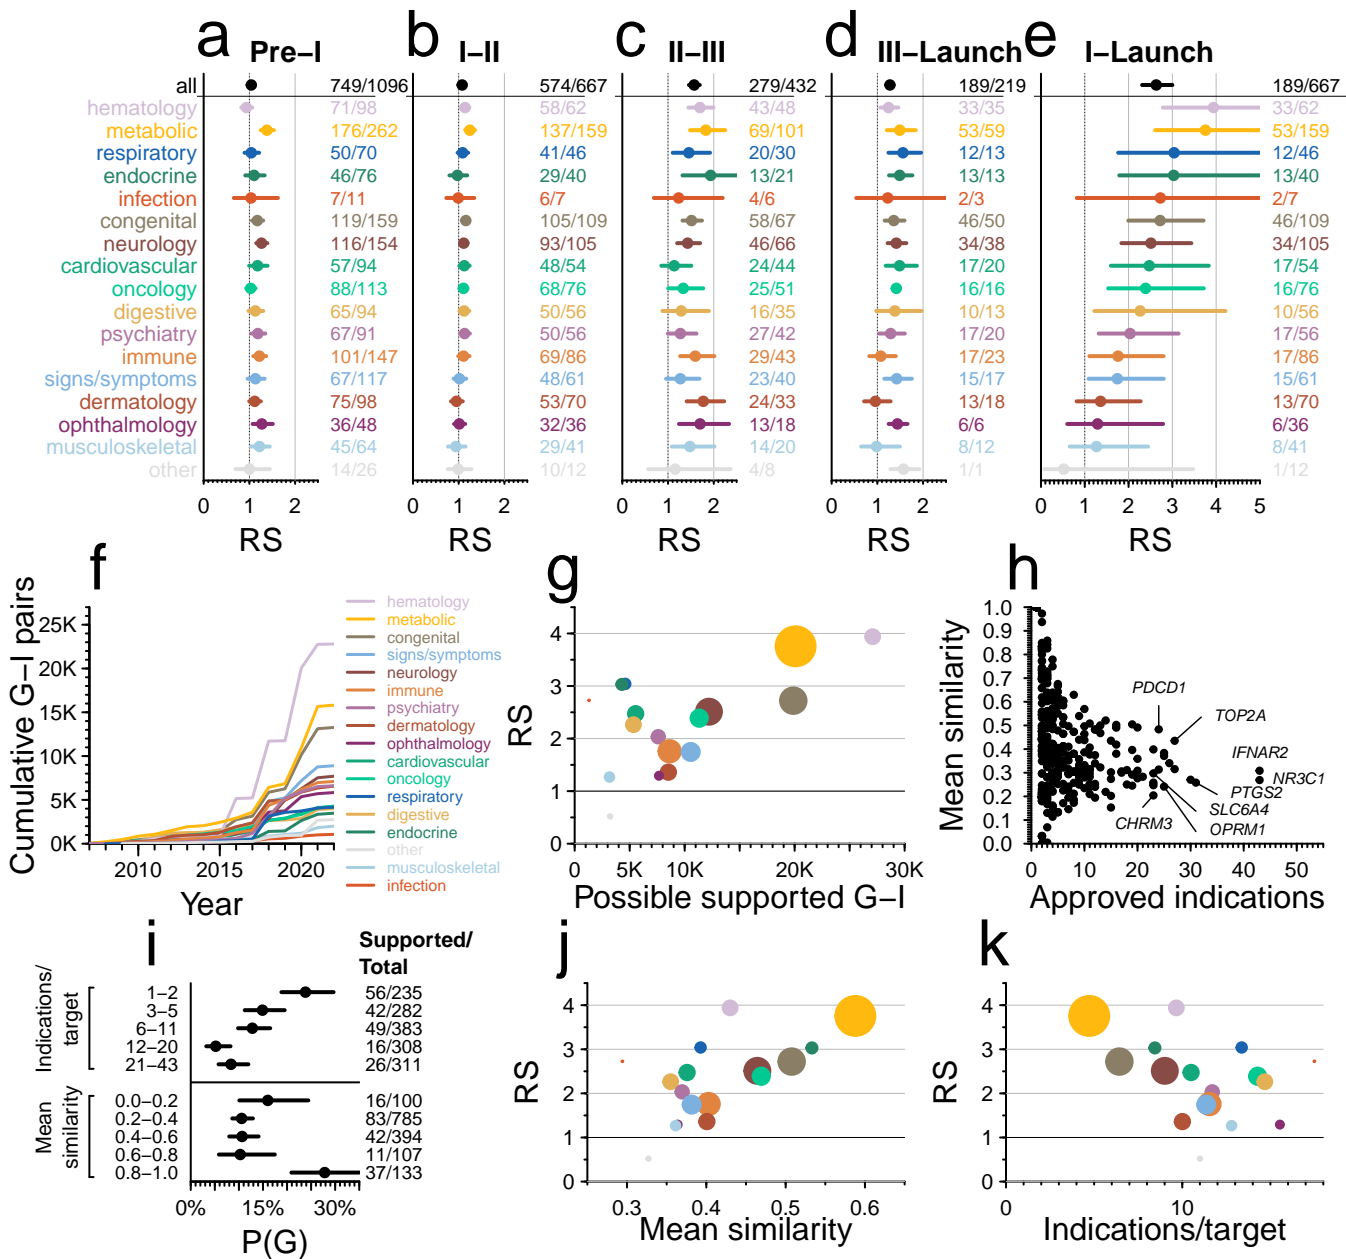 a Pre–I b I–II c II–III d III–Launch e I–Launch
all 749/1096 574/667 279/432 189/219 189/667
hematology 71/98 58/62 43/48 33/35 33/62
metabolic 176/262 137/159 69/101 53/59 53/159
respiratory 50/70 41/46 20/30 12/13 12/46
endocrine 46/76 29/40 13/21 13/13 13/40
infection 7/11 6/7 4/6 2/3 2/7
congenital 119/159 105/109 58/67 46/50 46/109
neurology 116/154 93/105 46/66 34/38 34/105
cardiovascular 57/94 48/54 24/44 17/20 17/54
oncology 88/113 68/76 25/51 16/16 16/76
digestive 65/94 50/56 16/35 10/13 10/56
psychiatry 67/91 50/56 27/42 17/20 17/56
immune 101/147 69/86 29/43 17/23 17/86
signs/symptoms 67/117 48/61 23/40 15/17 15/61
dermatology 75/98 53/70 24/33 13/18 13/70
ophthalmology 36/48 32/36 13/18 6/6 6/36
musculoskeletal 45/64 29/41 14/20 8/12 8/41
other 14/26 10/12 4/8 1/1 1/12
0 1 2 0 1 2 0 1 2 0 1 2 0 1 2 3 4 5
RS RS RS RS RS
f
Cumulative G–I pairs
25K
20K
15K
10K
5K
0K
2010 2015 2020
Year
hematology
metabolic
congenital
signs/symptoms
neurology
immune
psychiatry
dermatology
ophthalmology
cardiovascular
oncology
respiratory
digestive
endocrine
other
musculoskeletal
infection
g
RS
4
3
2
1
0
5K 10K 20K 30K
Possible supported G–I
h
Mean similarity
1.0
0.9
0.8
0.7
0.6
0.5
0.4
0.3
0.2
0.1
0.0
PDCD1
TOP2A
IFNAR2
NR3C1
PTGS2
SLC6A4
CHRM3
OPRM1
0 10 20 30 40 50
Approved indications
i
Supported/
Total
Indications/
target
1–2 56/235
3–5 42/282
6–11 49/383
12–20 16/308
21–43 26/311
Mean
similarity
0.0–0.2 16/100
0.2–0.4 83/785
0.4–0.6 42/394
0.6–0.8 11/107
0.8–1.0 37/133
0% 15% 30%
P(G)
j
RS
4
3
2
1
0
0.3 0.4 0.5 0.6
Mean similarity
k
RS
4
3
2
1
0
0 10
Indications/target